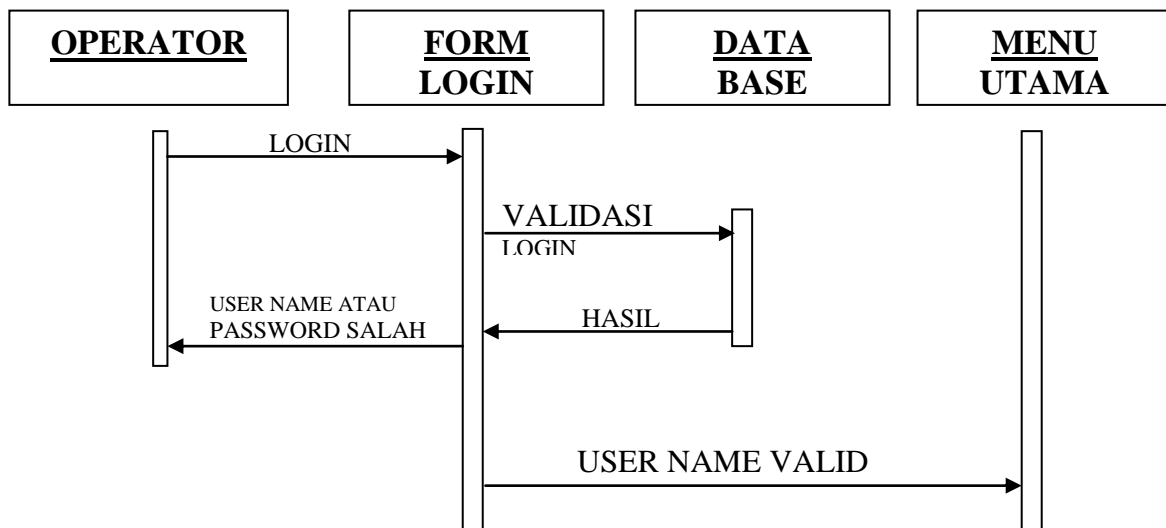 OPERATOR
FORM
LOGIN
DATA
BASE
MENU
UTAMA
LOGIN
VALIDASI
LOGIN
USER NAME ATAU
PASSWORD SALAH
HASIL
USER NAME VALID